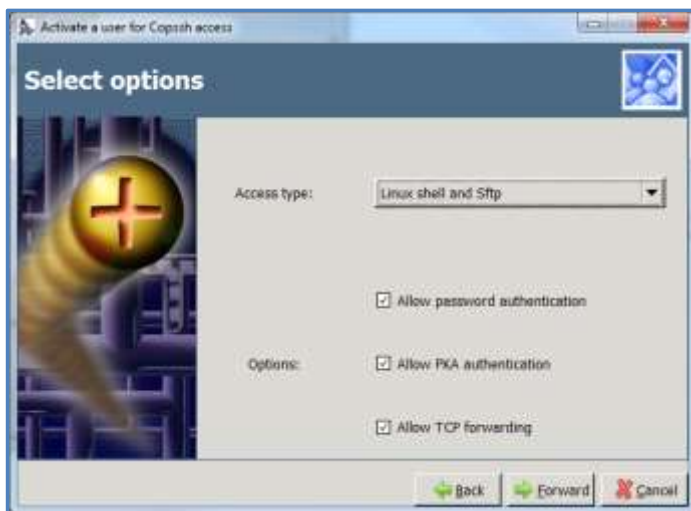 Activate a user for Copssh access
Select options
Access type:
Linux shell and Sftp
Allow password authentication
Options:
Allow PKA authentication
Allow TCP forwarding
Back
Forward
Cancel